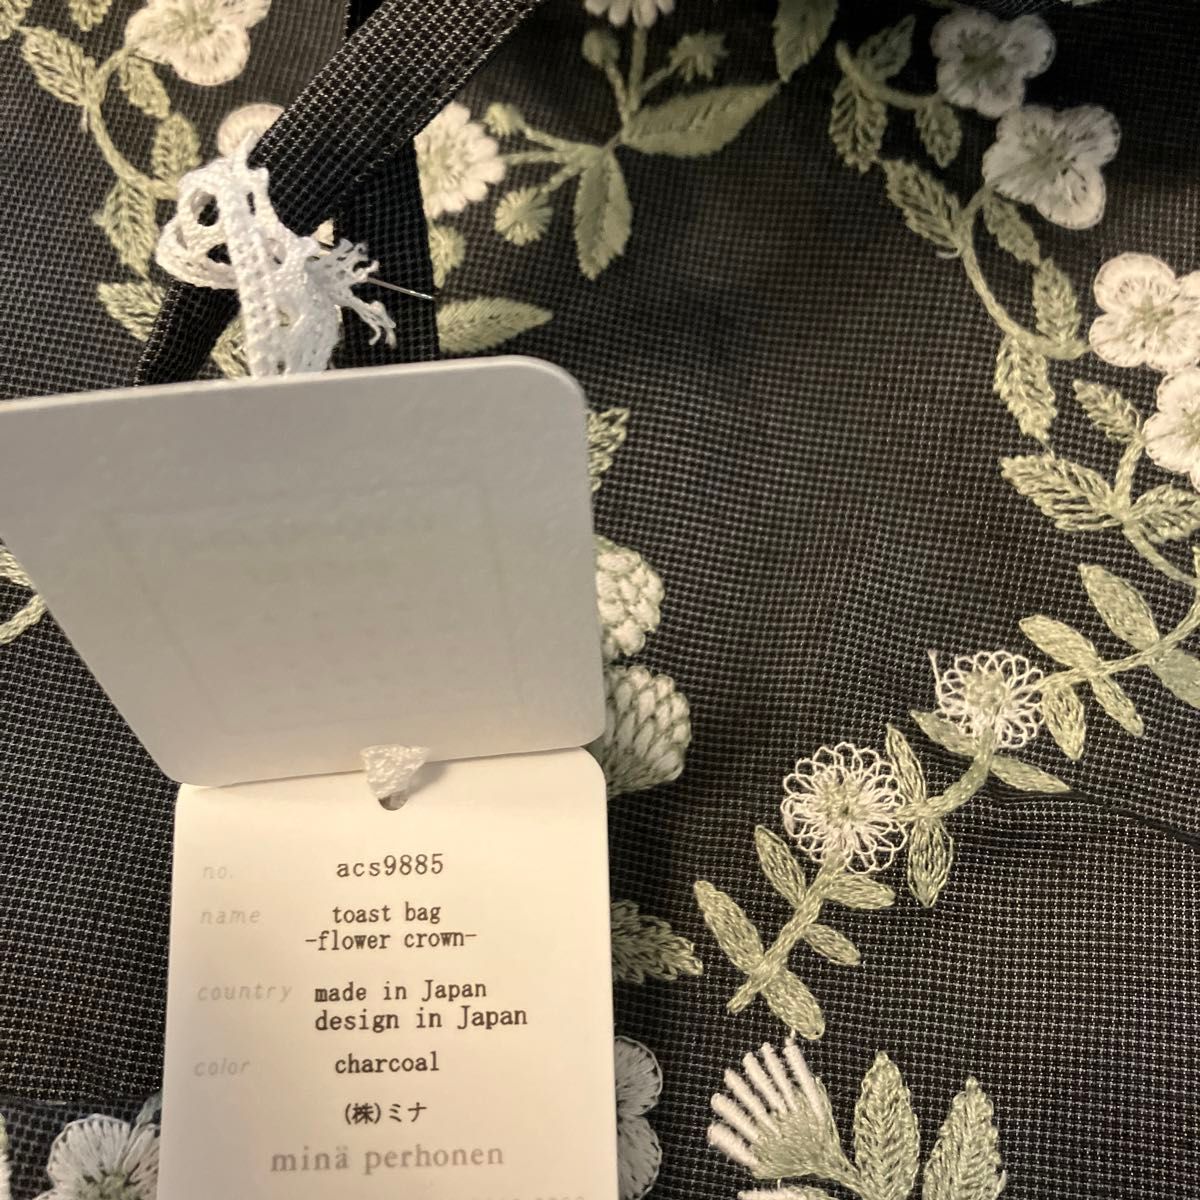 no. acs9885
name toast bag
-flower crown-
country made in Japan
design in Japan
color charcoal
(株)ミナ
minä perhonen